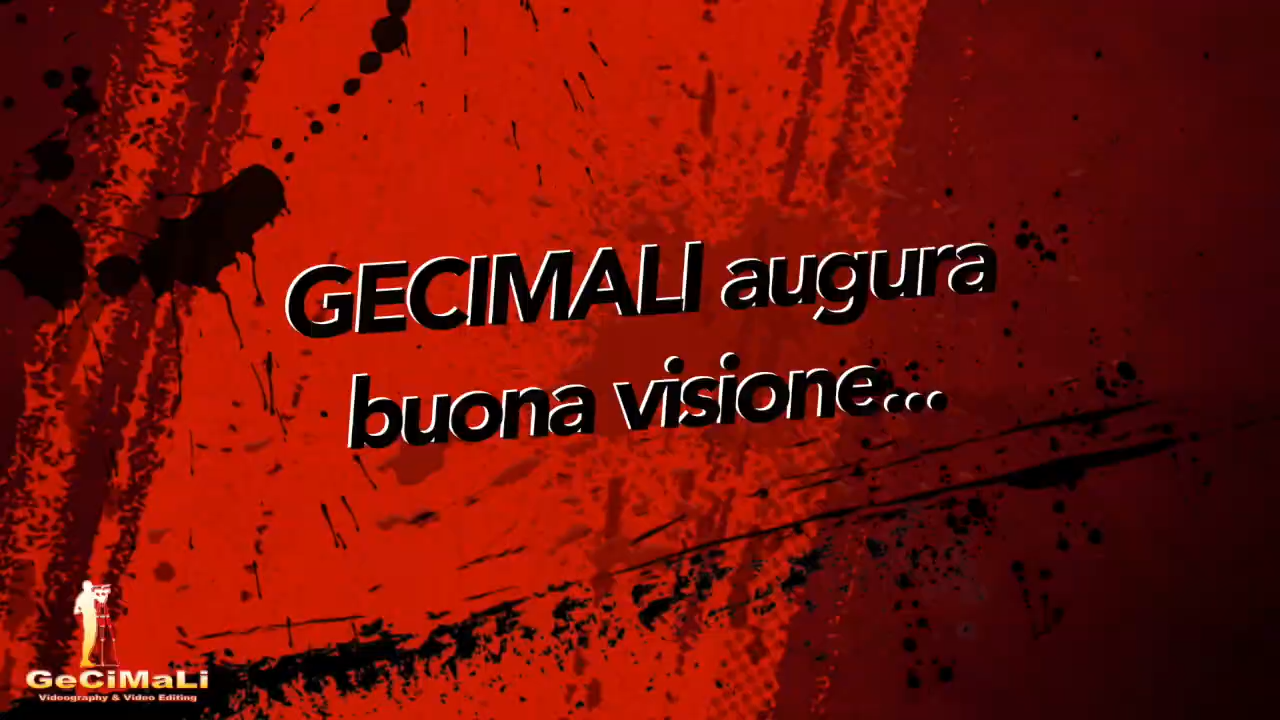 GECIMALI augura
buona visione...
GeCiMaLi
Videography & Video Editing